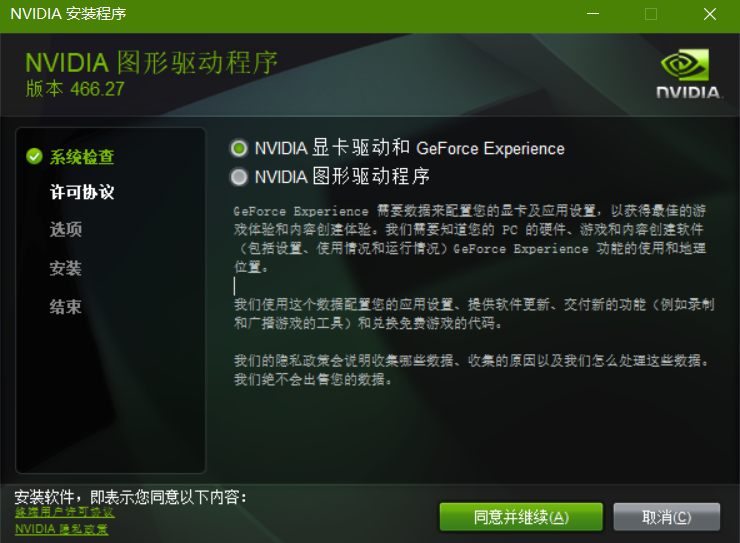 NVIDIA 安装程序
NVIDIA 图形驱动程序
版本 466.27
NVIDIA.
系统检查
许可协议
选项
安装
结束
NVIDIA 显卡驱动和 GeForce Experience
NVIDIA 图形驱动程序
GeForce Experience 需要数据来配置您的显卡及应用设置，以获得最佳的游
戏体验和内容创建体验。我们需要知道您的 PC 的硬件、游戏和内容创建软件
（包括设置、使用情况和运行情况）GeForce Experience 功能的使用和地理
位置。
我们使用这个数据配置您的应用设置、提供软件更新、交付新的功能（例如录制
和广播游戏的工具）和兑换免费游戏的代码。
我们的隐私政策会说明收集哪些数据、收集的原因以及我们怎么处理这些数据。
我们绝不会出售您的数据。
安装软件，即表示您同意以下内容：
终端用户许可协议
NVIDIA 隐私政策
同意并继续(A)
取消(C)